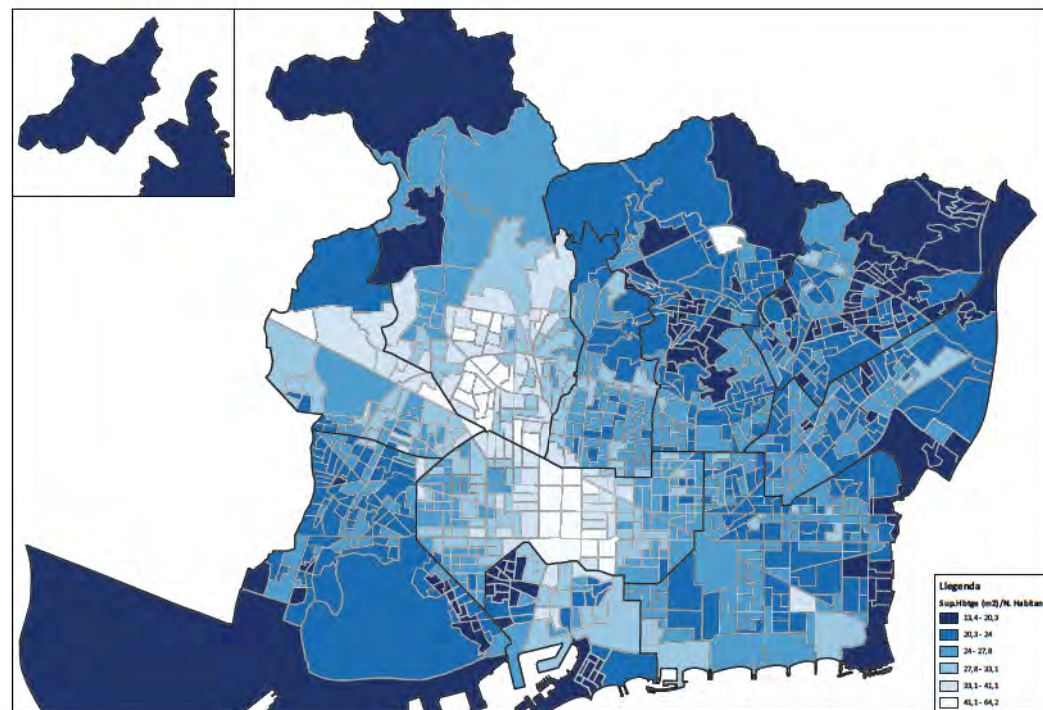 Llegenda
Sup.Hbtge (m2)/N. Habitan
13,4 - 20,3
20,3 - 24
24 - 27,8
27,8 - 33,1
33,1 - 41,1
41,1 - 64,2